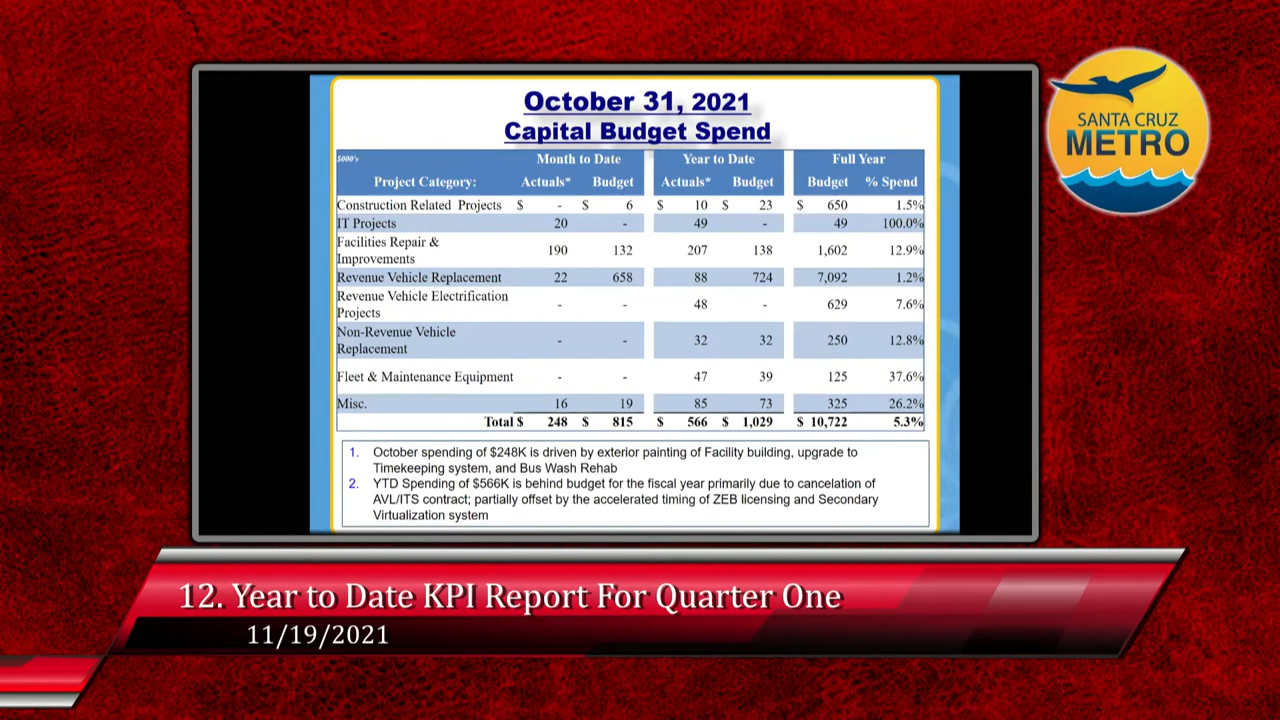 October 31, 2021
Capital Budget Spend
$000's Month to Date Year to Date Full Year
Project Category: Actuals* Budget Actuals* Budget Budget % Spend
Construction Related Projects $ - $ 6 $ 10 $ 23 $ 650 1.5%
IT Projects 20 - 49 - 49 100.0%
Facilities Repair &
Improvements 190 132 207 138 1,602 12.9%
Revenue Vehicle Replacement 22 658 88 724 7,092 1.2%
Revenue Vehicle Electrification
Projects - - 48 - 629 7.6%
Non-Revenue Vehicle
Replacement - - 32 32 250 12.8%
Fleet & Maintenance Equipment - - 47 39 125 37.6%
Misc. 16 19 85 73 325 26.2%
Total $ 248 $ 815 $ 566 $ 1,029 $ 10,722 5.3%
1. October spending of $248K is driven by exterior painting of Facility building, upgrade to
Timekeeping system, and Bus Wash Rehab
2. YTD Spending of $566K is behind budget for the fiscal year primarily due to cancelation of
AVL/ITS contract; partially offset by the accelerated timing of ZEB licensing and Secondary
Virtualization system
SANTA CRUZ
METRO
12. Year to Date KPI Report For Quarter One
11/19/2021